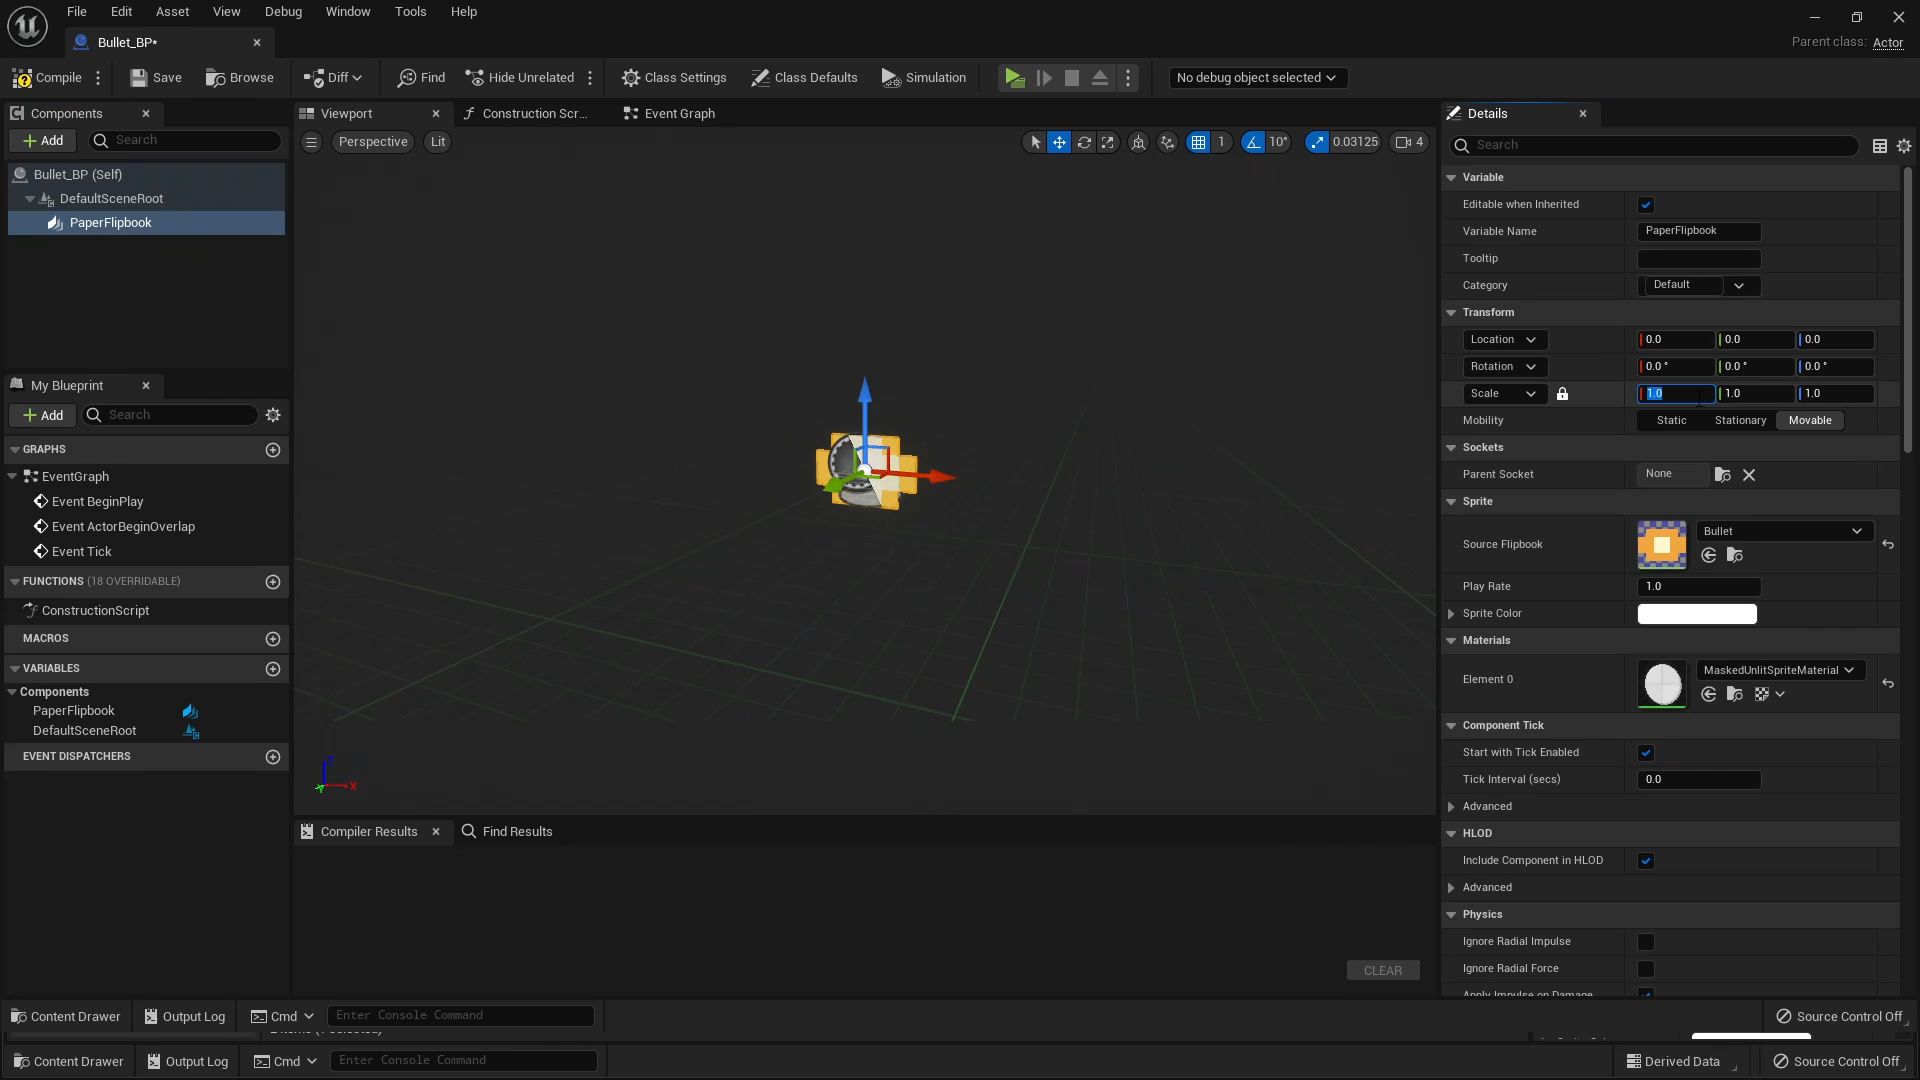 File Edit Asset View Debug Window Tools Help
Bullet_BP*
Parent class: Actor
Compile Save Browse Diff Find Hide Unrelated Class Settings Class Defaults Simulation No debug object selected
Components
Add Search
Bullet_BP (Self)
DefaultSceneRoot
PaperFlipbook
My Blueprint
Add Search
GRAPHS
EventGraph
Event BeginPlay
Event ActorBeginOverlap
Event Tick
FUNCTIONS (18 OVERRIDABLE)
ConstructionScript
MACROS
VARIABLES
Components
PaperFlipbook
DefaultSceneRoot
EVENT DISPATCHERS
Viewport Construction Scr... Event Graph
Perspective Lit 1 10° 0.03125 4
X
Compiler Results Find Results
CLEAR
Details
Search
Variable
Editable when Inherited
Variable Name PaperFlipbook
Tooltip
Category Default
Transform
Location 0.0 0.0 0.0
Rotation 0.0 ° 0.0 ° 0.0 °
Scale 1.0 1.0 1.0
Mobility Static Stationary Movable
Sockets
Parent Socket None
Sprite
Source Flipbook Bullet
Play Rate 1.0
Sprite Color
Materials
Element 0 MaskedUnlitSpriteMaterial
Component Tick
Start with Tick Enabled
Tick Interval (secs) 0.0
Advanced
HLOD
Include Component in HLOD
Advanced
Physics
Ignore Radial Impulse
Ignore Radial Force
Apply Impulse on Damage
Content Drawer Output Log Cmd Enter Console Command Source Control Off
Content Drawer Output Log Cmd Enter Console Command Derived Data Source Control Off